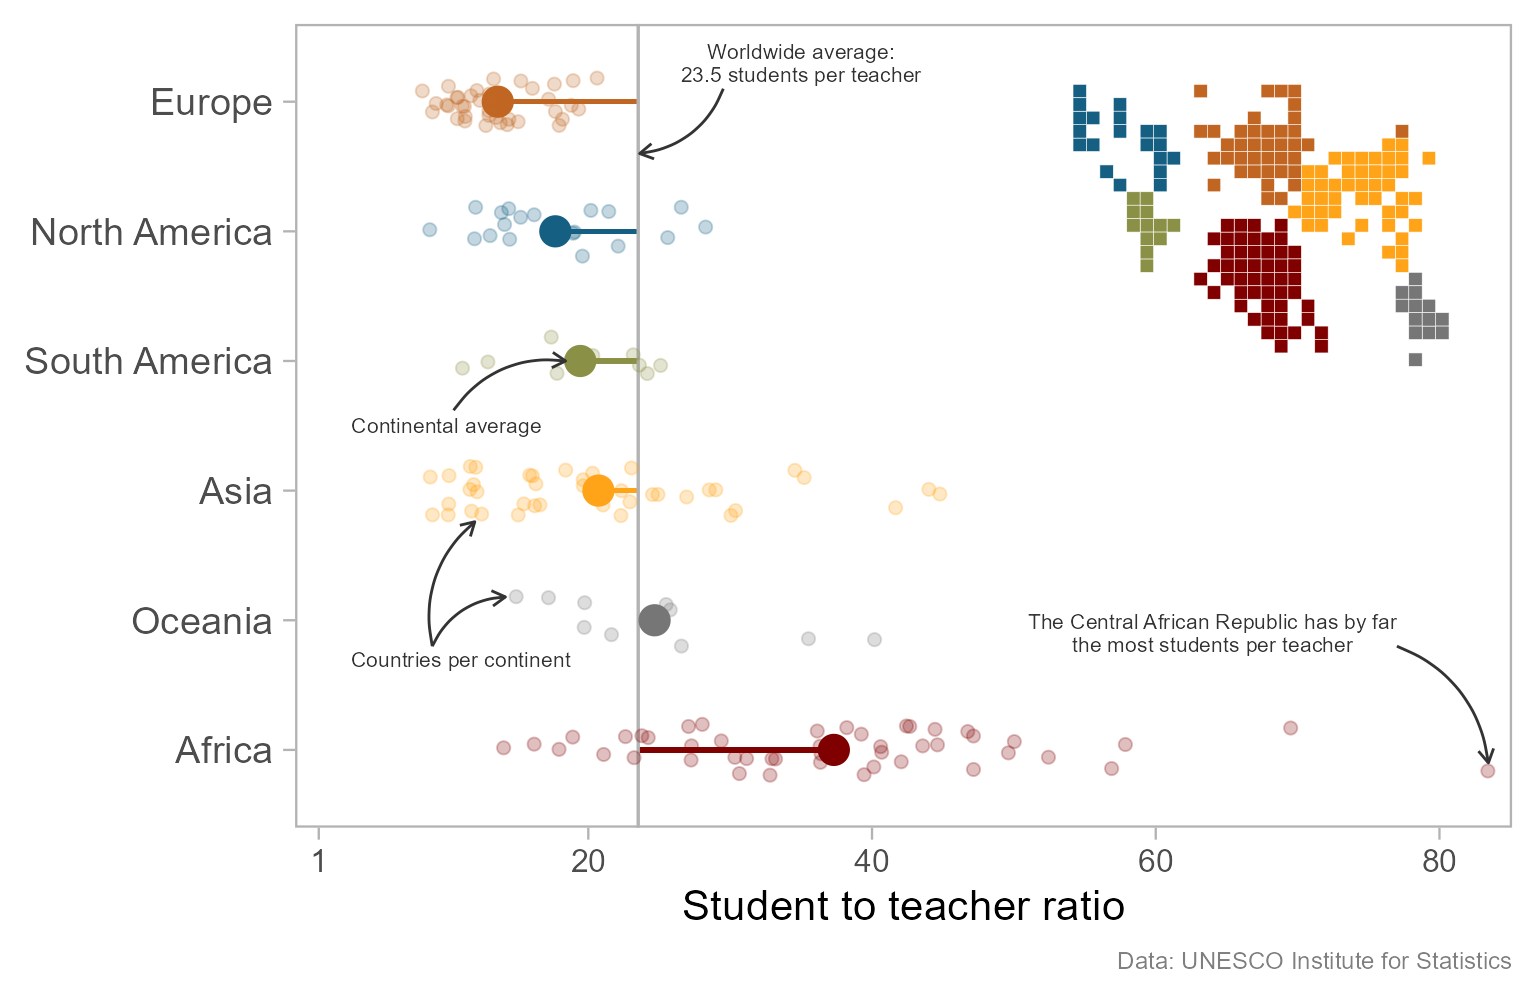 Worldwide average:
23.5 students per teacher
Europe
North America
South America
Continental average
Asia
Oceania
Countries per continent
The Central African Republic has by far
the most students per teacher
Africa
1 20 40 60 80
Student to teacher ratio
Data: UNESCO Institute for Statistics